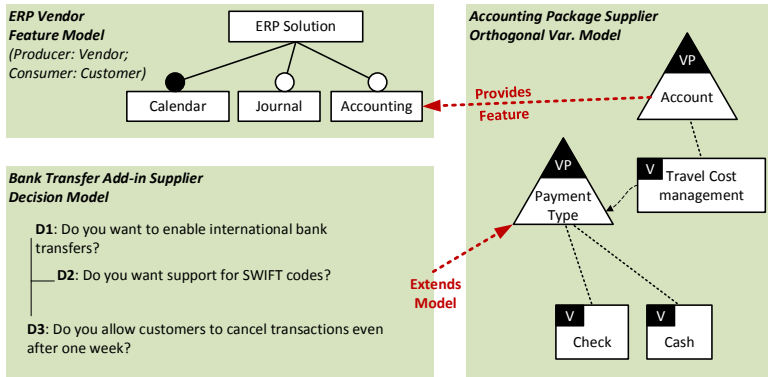 ERP Vendor
Feature Model
(Producer: Vendor;
Consumer: Customer)
ERP Solution
Calendar
Journal
Accounting
Provides
Feature
Accounting Package Supplier
Orthogonal Var. Model
VP
Account
VP
Payment
Type
V
Travel Cost
management
V
Check
V
Cash
Bank Transfer Add-in Supplier
Decision Model
D1: Do you want to enable international bank
transfers?
D2: Do you want support for SWIFT codes?
D3: Do you allow customers to cancel transactions even
after one week?
Extends
Model